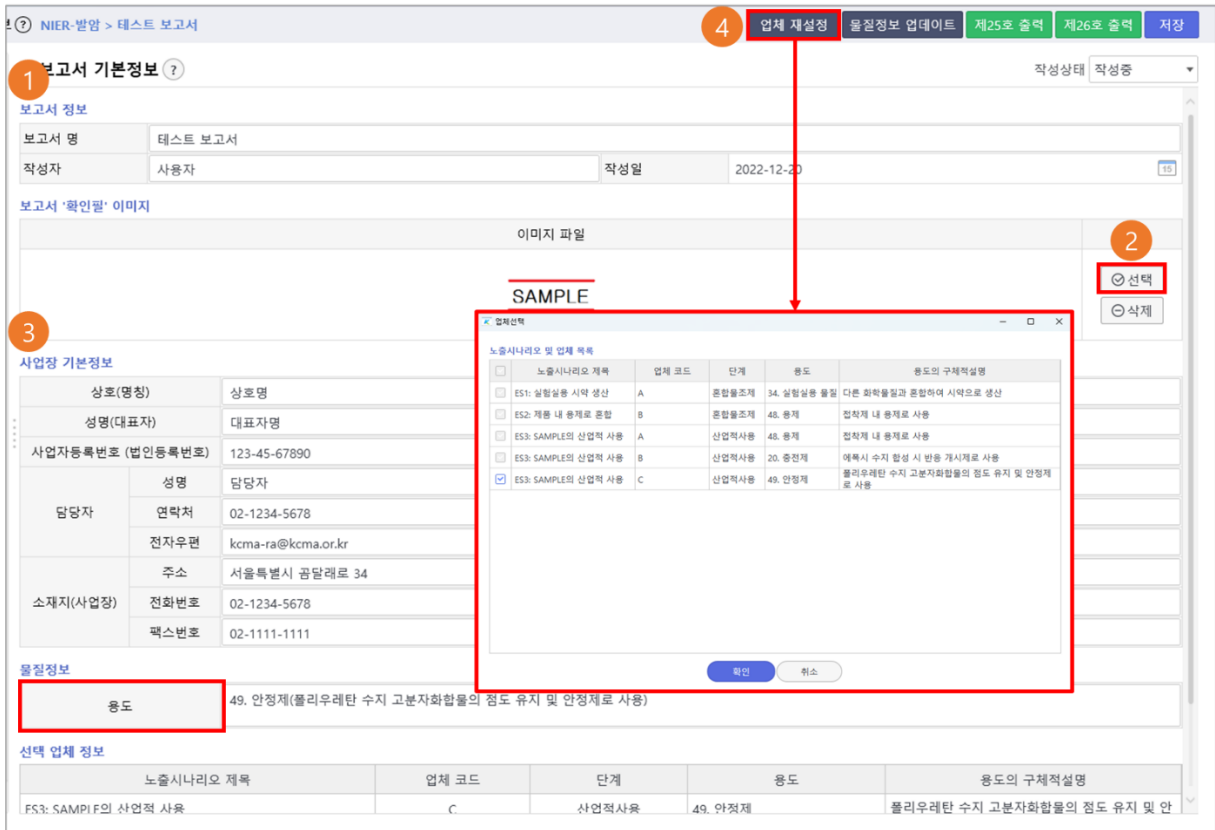 ? NIER-발암 > 테스트 보고서
4 업체 재설정 물질정보 업데이트 제25호 출력 제26호 출력 저장
1 보고서 기본정보 ? 작성상태 작성중
보고서 정보
보고서 명 테스트 보고서
작성자 사용자 작성일 2022-12-20 15
보고서 '확인필' 이미지
이미지 파일
2
선택
SAMPLE
삭제
3
사업장 기본정보
상호(명칭) 상호명
성명(대표자) 대표자명
사업자등록번호 (법인등록번호) 123-45-67890
담당자
성명 담당자
연락처 02-1234-5678
전자우편 kcma-ra@kcma.or.kr
소재지(사업장)
주소 서울특별시 곰달래로 34
전화번호 02-1234-5678
팩스번호 02-1111-1111
업체선택
노출시나리오 및 업체 목록
노출시나리오 제목 업체 코드 단계 용도 용도의 구체적설명
ES1: 실험실용 시약 생산 A 혼합물조제 34. 실험실용 물질 다른 화학물질과 혼합하여 시약으로 생산
ES2: 제품 내 용제로 혼합 B 혼합물조제 48. 용제 접착제 내 용제로 사용
ES3: SAMPLE의 산업적 사용 A 산업적사용 48. 용제 접착제 내 용제로 사용
ES3: SAMPLE의 산업적 사용 B 산업적사용 20. 충전제 에폭시 수지 합성 시 반응 개시제로 사용
ES3: SAMPLE의 산업적 사용 C 산업적사용 49. 안정제 폴리우레탄 수지 고분자화합물의 점도 유지 및 안정제
로 사용
확인 취소
물질정보
용도 49. 안정제(폴리우레탄 수지 고분자화합물의 점도 유지 및 안정제로 사용)
선택 업체 정보
노출시나리오 제목 업체 코드 단계 용도 용도의 구체적설명
ES3: SAMPLE의 산업적 사용 C 산업적사용 49. 안정제 폴리우레탄 수지 고분자화합물의 점도 유지 및 안